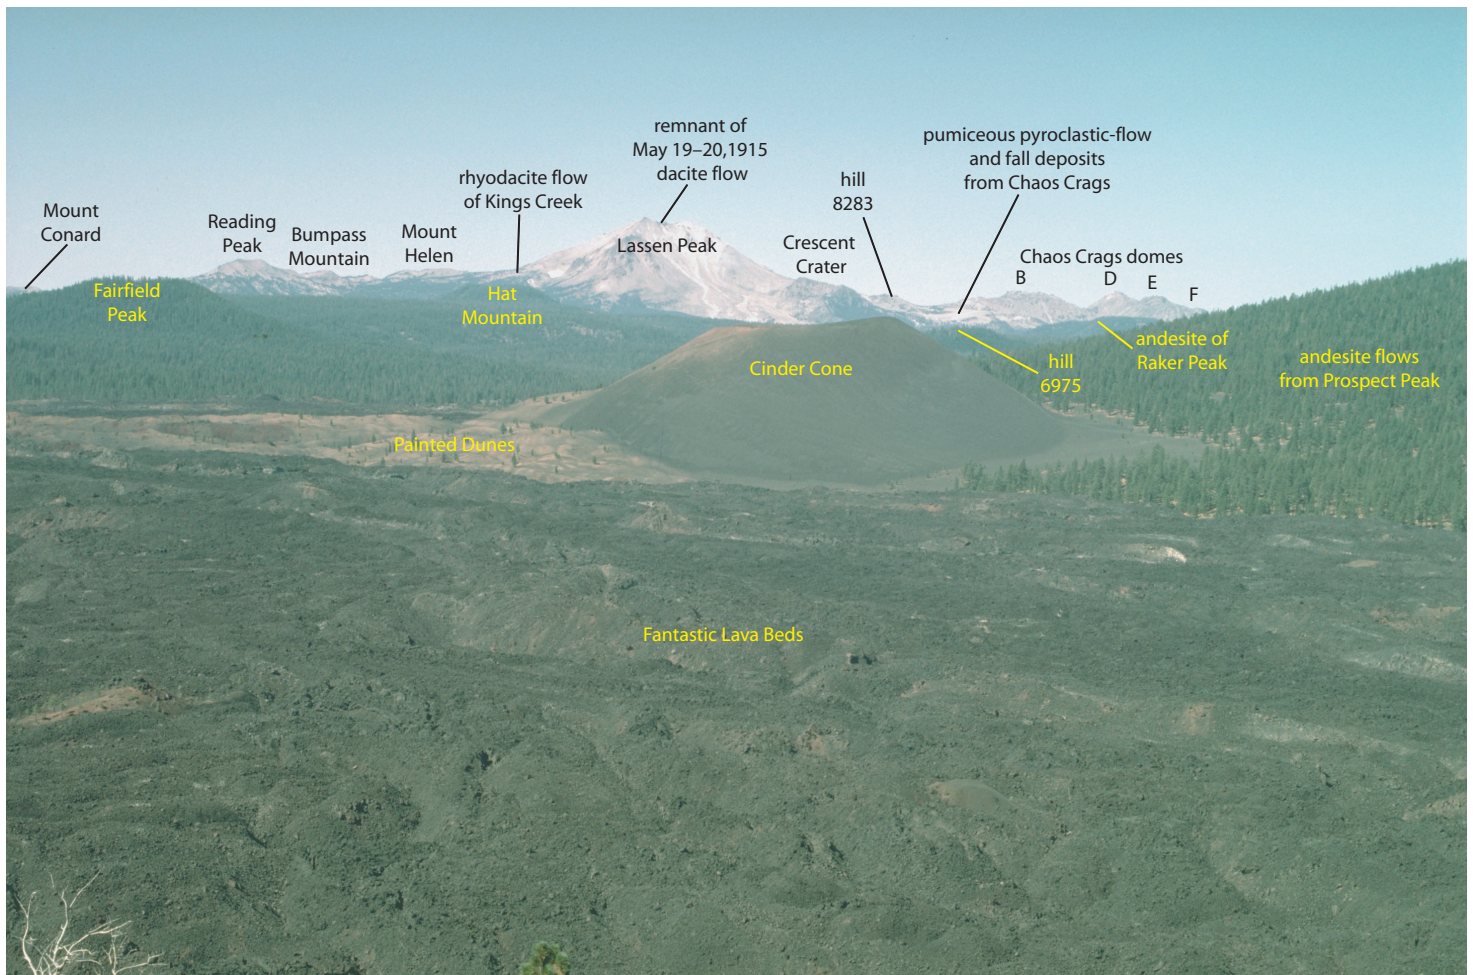 remnant of
May 19–20,1915
dacite flow
pumiceous pyroclastic-flow
and fall deposits
from Chaos Crags
rhyodacite flow
of Kings Creek
hill
8283
Mount
Conard
Reading
Peak
Bumpass
Mountain
Mount
Helen
Lassen Peak
Crescent
Crater
Chaos Crags domes
B
D
E
F
Fairfield
Peak
Hat
Mountain
Cinder Cone
hill
6975
andesite of
Raker Peak
andesite flows
from Prospect Peak
Painted Dunes
Fantastic Lava Beds